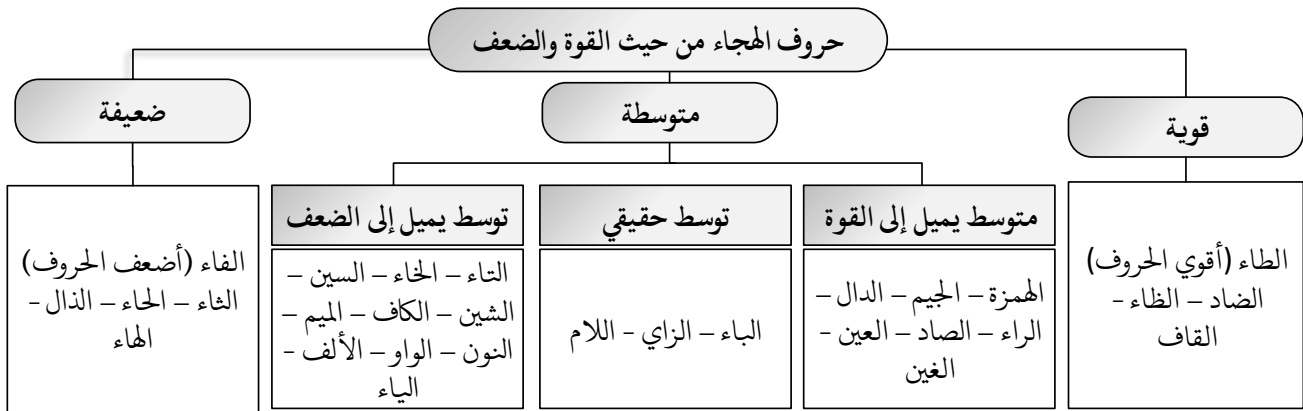 حروف الهجاء من حيث القوة والضعف
قوية
متوسطة
ضعيفة
متوسط يميل إلى القوة
توسط حقيقي
توسط يميل إلى الضعف
الطاء (أقوي الحروف)
الضاد – الظاء -
القاف
الهمزة – الجيم – الدال –
الراء – الصاد – العين -
الغين
الباء – الزاي - اللام
التاء – الخاء – السين –
الشين – الكاف – الميم –
النون – الواو – الألف -
الياء
الفاء (أضعف الحروف)
الثاء – الحاء – الذال -
الهاء